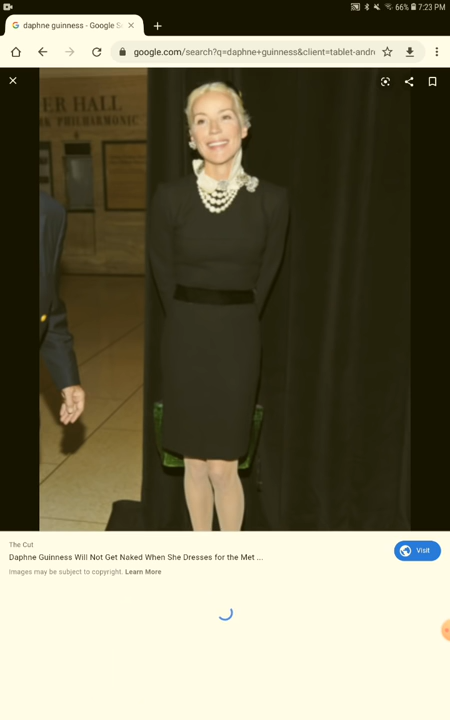 66% 7:23 PM
daphne guinness - Google S
google.com/search?q=daphne+guinness&client=tablet-andr
ER HALL
RK PHILHARMONIC
The Cut
Daphne Guinness Will Not Get Naked When She Dresses for the Met ...
Visit
Images may be subject to copyright. Learn More